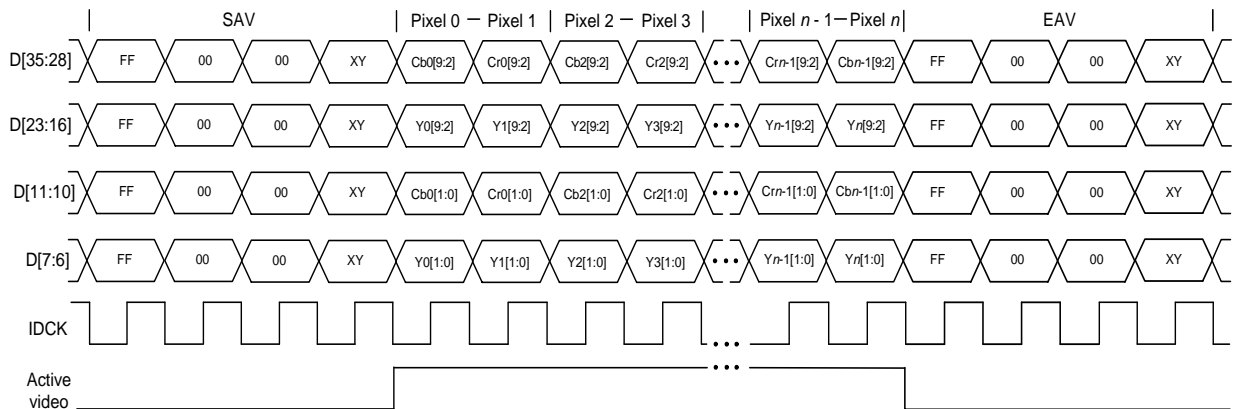 SAV Pixel 0 — Pixel 1 Pixel 2 — Pixel 3 Pixel n - 1 — Pixel n EAV
D[35:28] FF 00 00 XY Cb0[9:2] Cr0[9:2] Cb2[9:2] Cr2[9:2] ••• Crn-1[9:2] Cbn-1[9:2] FF 00 00 XY
D[23:16] FF 00 00 XY Y0[9:2] Y1[9:2] Y2[9:2] Y3[9:2] ••• Yn-1[9:2] Yn[9:2] FF 00 00 XY
D[11:10] FF 00 00 XY Cb0[1:0] Cr0[1:0] Cb2[1:0] Cr2[1:0] ••• Crn-1[1:0] Cbn-1[1:0] FF 00 00 XY
D[7:6] FF 00 00 XY Y0[1:0] Y1[1:0] Y2[1:0] Y3[1:0] ••• Yn-1[1:0] Yn[1:0] FF 00 00 XY
IDCK •••
Active •••
video